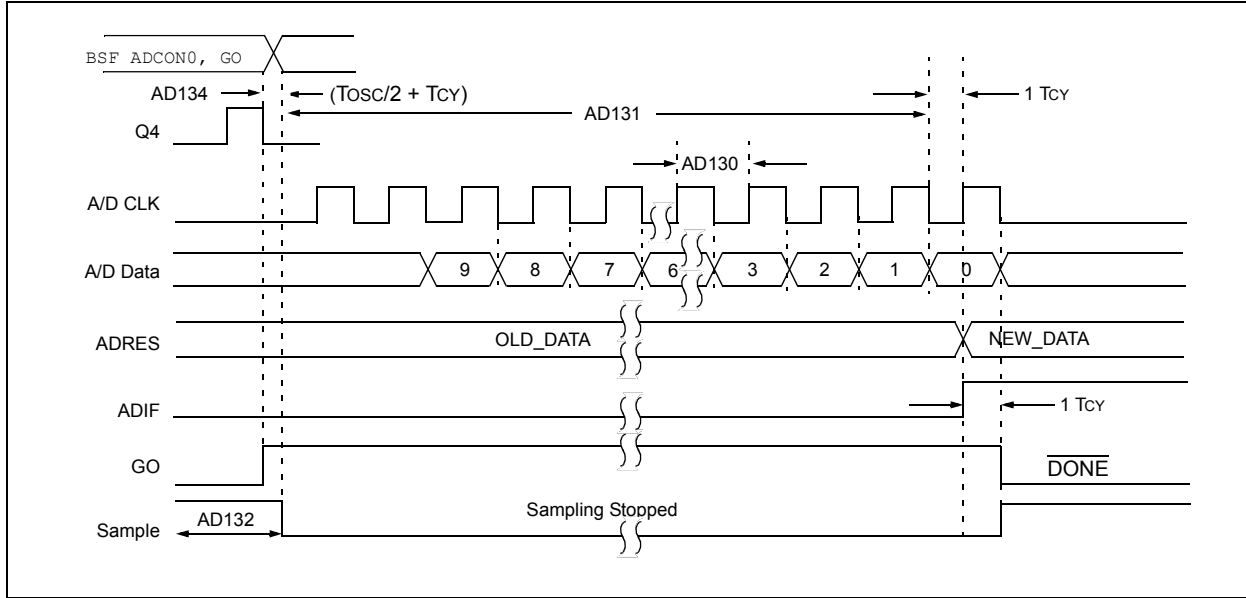 BSF ADCON0, GO
AD134
(TOSC/2 + TCY)
1 TCY
AD131
Q4
AD130
A/D CLK
A/D Data
9
8
7
6
3
2
1
0
ADRES
OLD_DATA
NEW_DATA
ADIF
1 TCY
GO
DONE
Sampling Stopped
AD132
Sample